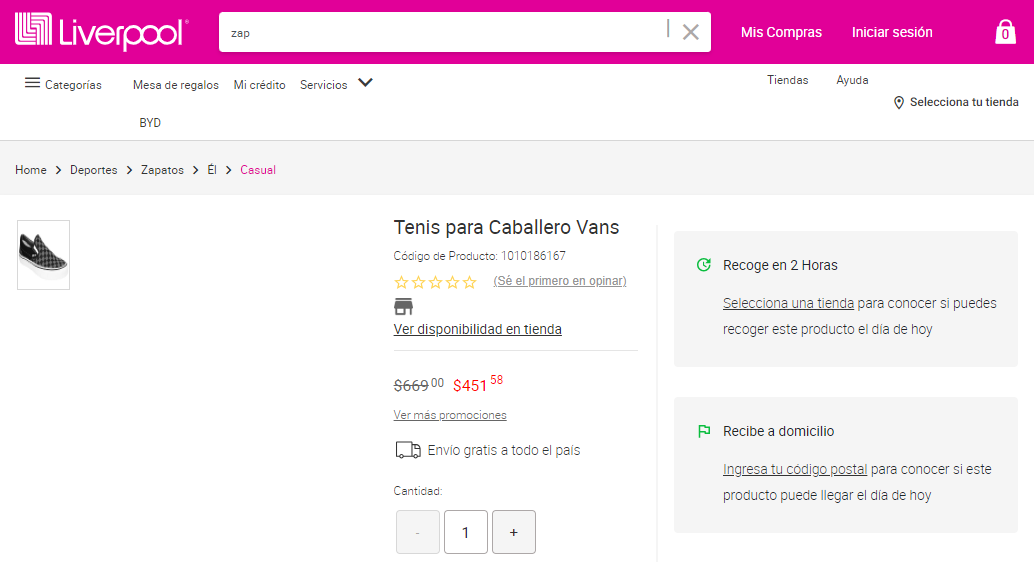 Liverpool
zap
Mis Compras
Iniciar sesión
0
Categorías
Mesa de regalos
Mi crédito
Servicios
Tiendas
Ayuda
Selecciona tu tienda
BYD
Home > Deportes > Zapatos > Él > Casual
Tenis para Caballero Vans
Código de Producto: 1010186167
(Sé el primero en opinar)
Ver disponibilidad en tienda
$669.00 $451.58
Ver más promociones
Envío gratis a todo el país
Cantidad:
- 1 +
Recoge en 2 Horas
Selecciona una tienda para conocer si puedes
recoger este producto el día de hoy
Recibe a domicilio
Ingresa tu código postal para conocer si este
producto puede llegar el día de hoy